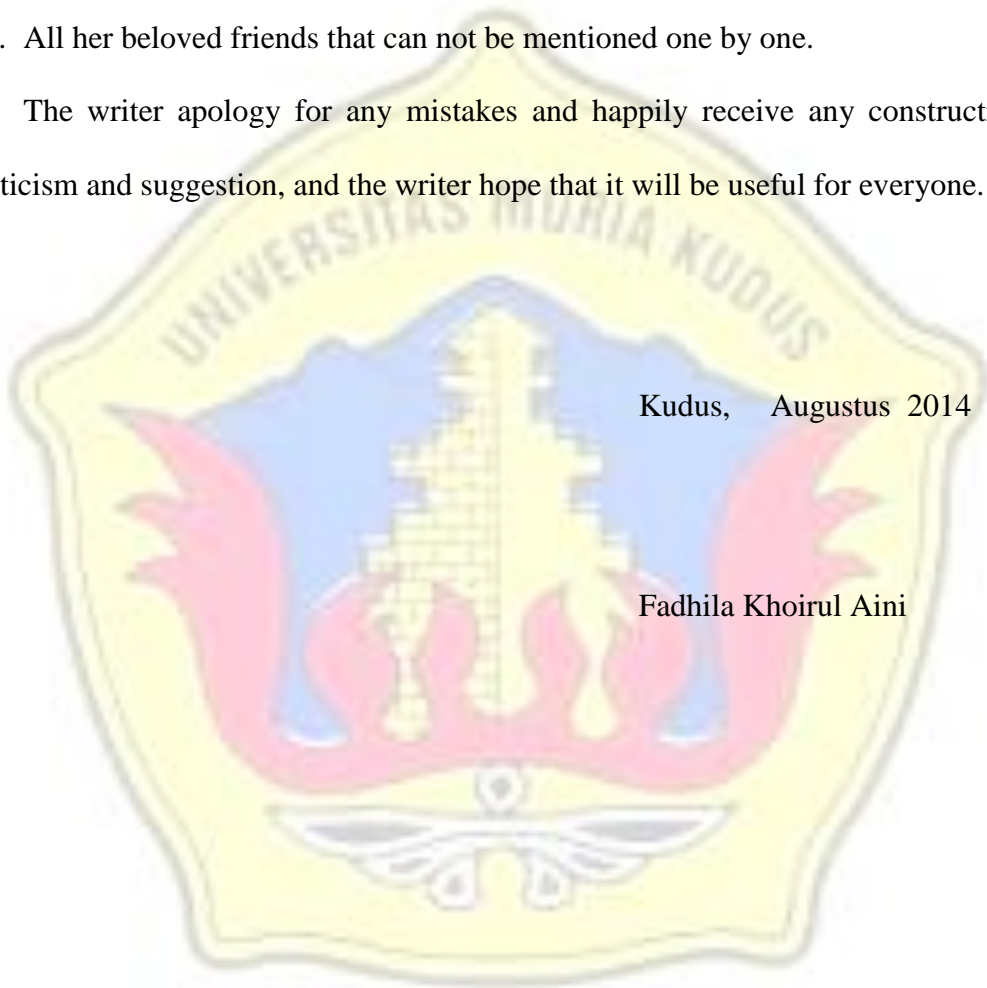 . All her beloved friends that can not be mentioned one by one.
The writer apology for any mistakes and happily receive any construct
ticism and suggestion, and the writer hope that it will be useful for everyone.
UNIVERSITAS MURIA KUDUS
Kudus, Augustus 2014
Fadhila Khoirul Aini